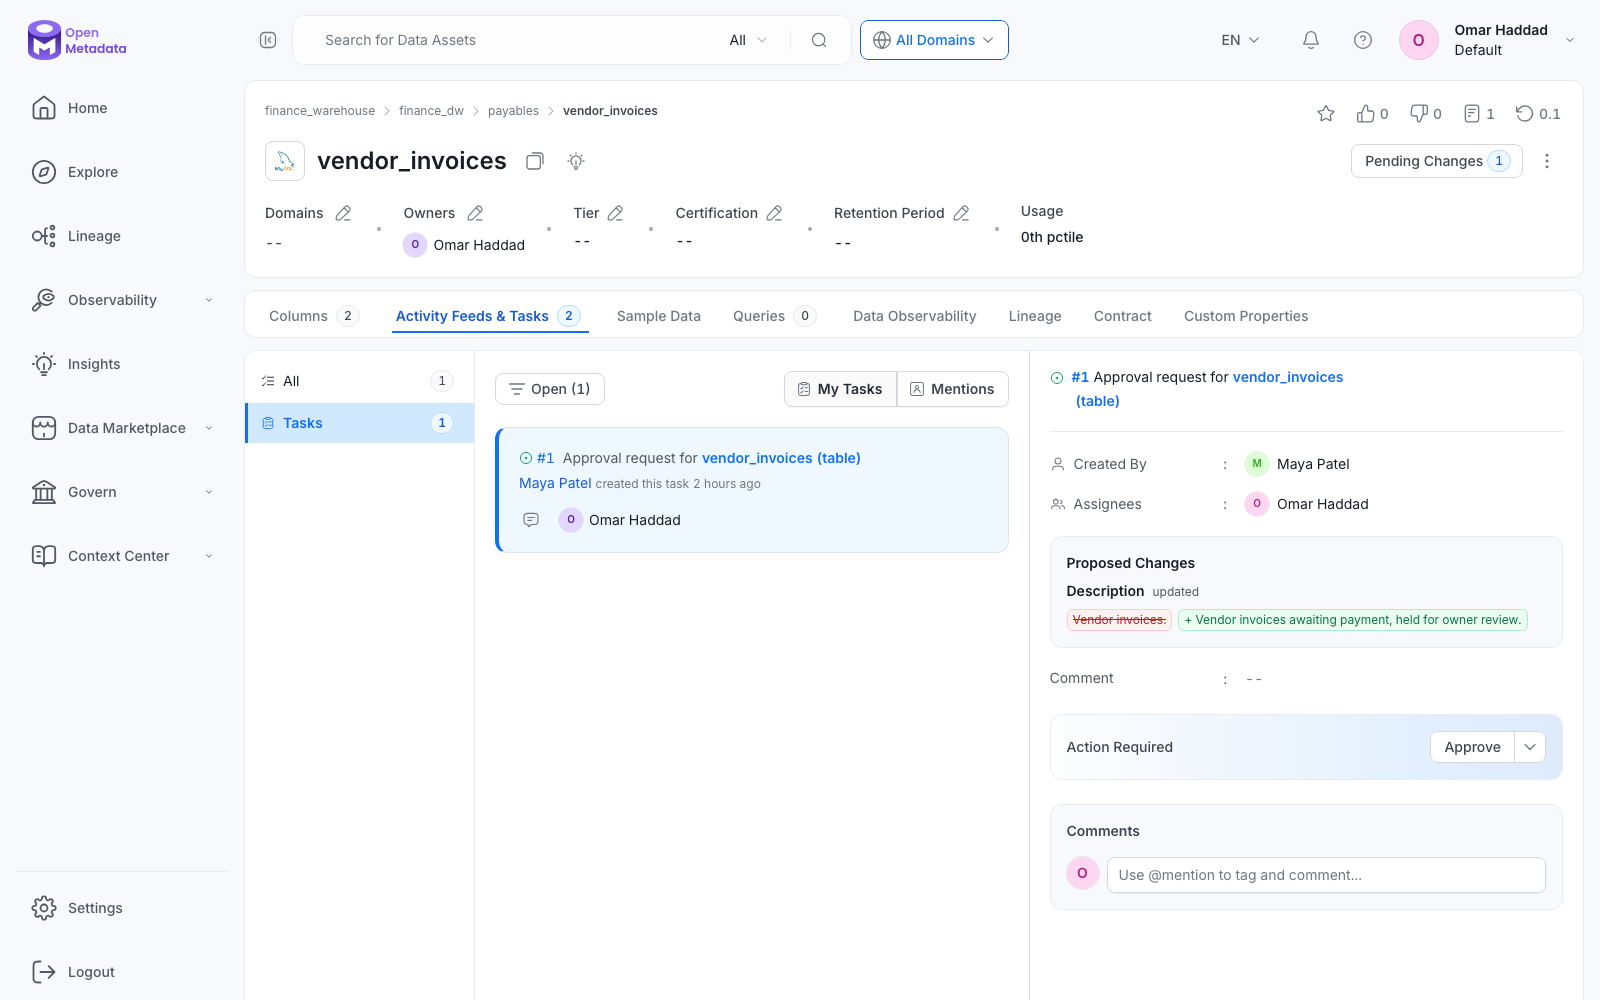 Open
Metadata
Search for Data Assets
All
All Domains
EN
O
Omar Haddad
Default
Home
Explore
Lineage
Observability
Insights
Data Marketplace
Govern
Context Center
Settings
Logout
finance_warehouse > finance_dw > payables > vendor_invoices
0
0
1
0.1
MySQL
vendor_invoices
Pending Changes 1
Domains
--
Owners
O Omar Haddad
Tier
--
Certification
--
Retention Period
--
Usage
0th pctile
Columns 2
Activity Feeds & Tasks 2
Sample Data
Queries 0
Data Observability
Lineage
Contract
Custom Properties
All 1
Tasks 1
Open (1)
My Tasks
Mentions
#1 Approval request for vendor_invoices (table)
Maya Patel created this task 2 hours ago
O Omar Haddad
#1 Approval request for vendor_invoices
(table)
Created By : M Maya Patel
Assignees : O Omar Haddad
Proposed Changes
Description updated
Vendor invoices. + Vendor invoices awaiting payment, held for owner review.
Comment : --
Action Required
Approve
Comments
O
Use @mention to tag and comment...